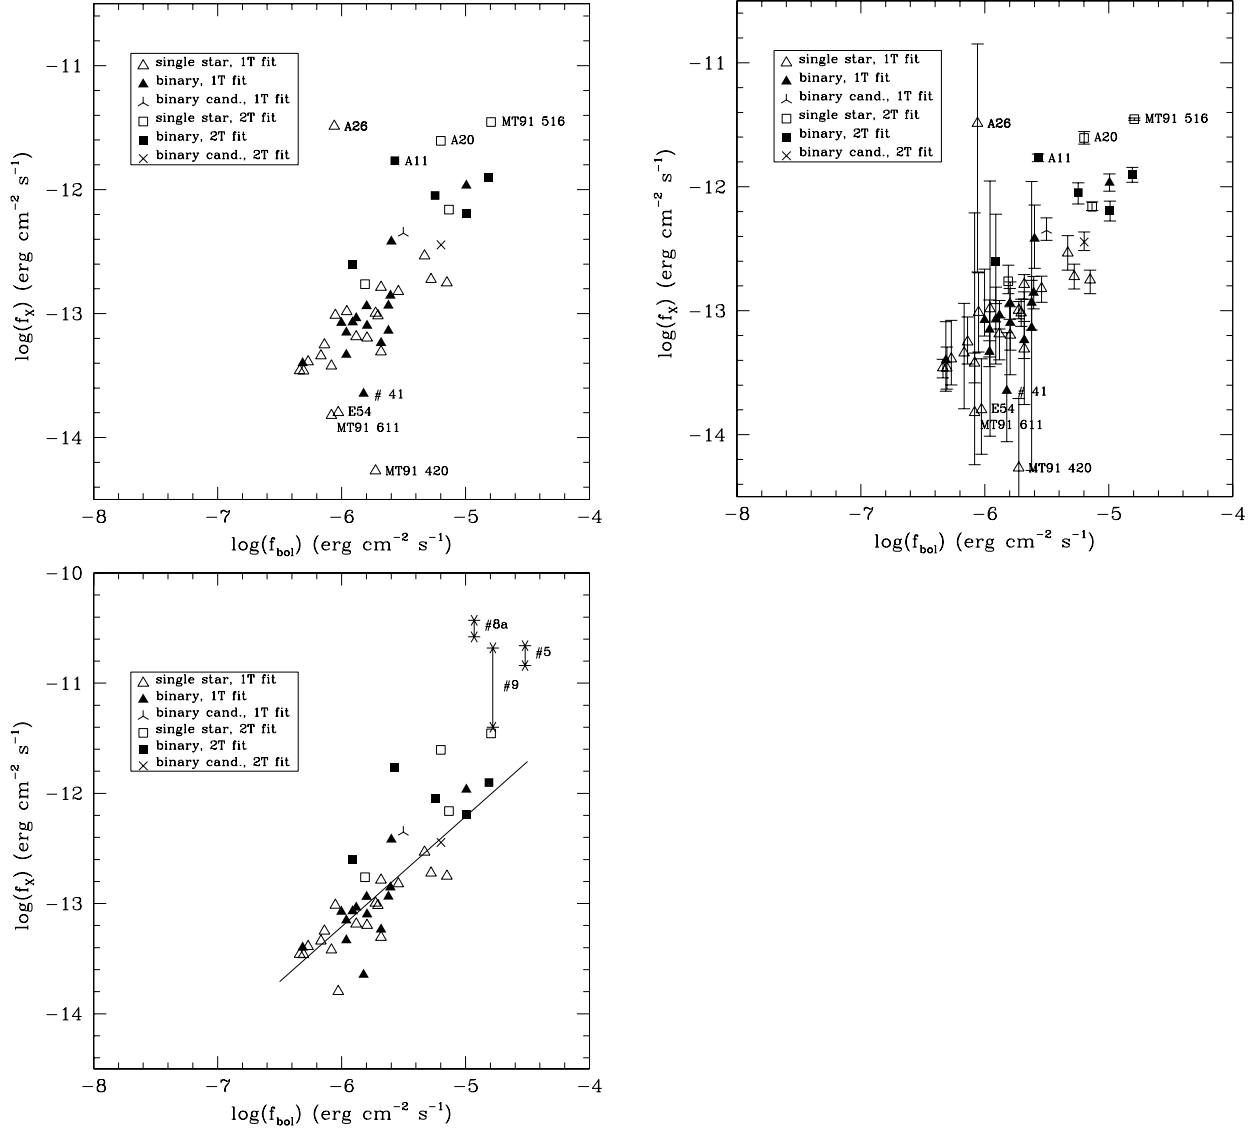 −11
−12
−13
−14
log(f_X) (erg cm⁻² s⁻¹)
single star, 1T fit
binary, 1T fit
binary cand., 1T fit
single star, 2T fit
binary, 2T fit
binary cand., 2T fit
A26
MT91 516
A20
A11
# 41
E54
MT91 611
MT91 420
−8
−7
−6
−5
−4
log(f_bol) (erg cm⁻² s⁻¹)
−11
−12
−13
−14
log(f_X) (erg cm⁻² s⁻¹)
single star, 1T fit
binary, 1T fit
binary cand., 1T fit
single star, 2T fit
binary, 2T fit
binary cand., 2T fit
A26
MT91 516
A20
A11
# 41
E54
MT91 611
MT91 420
−8
−7
−6
−5
−4
log(f_bol) (erg cm⁻² s⁻¹)
−10
−11
−12
−13
−14
log(f_X) (erg cm⁻² s⁻¹)
single star, 1T fit
binary, 1T fit
binary cand., 1T fit
single star, 2T fit
binary, 2T fit
binary cand., 2T fit
#8a
#5
#9
−8
−7
−6
−5
−4
log(f_bol) (erg cm⁻² s⁻¹)